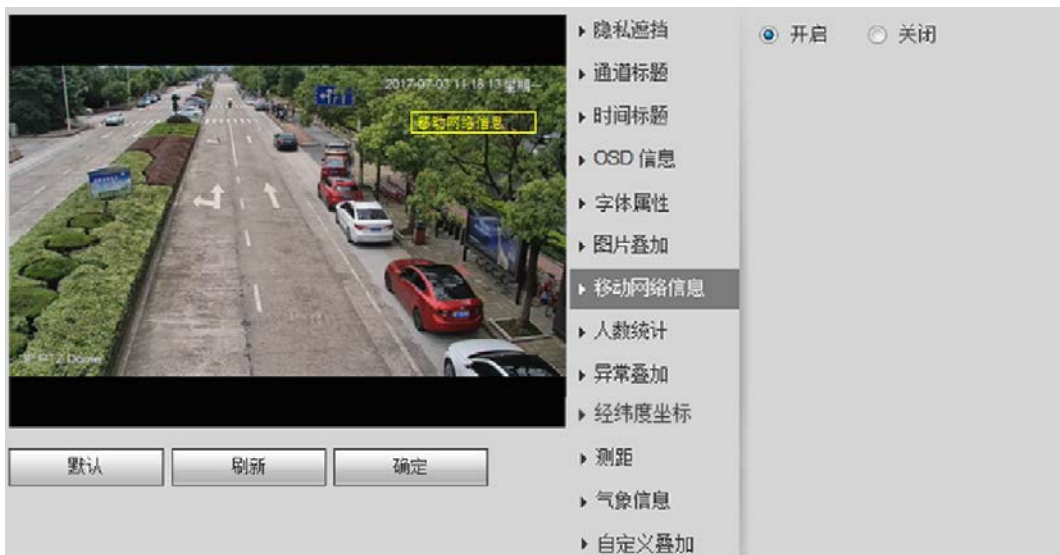 2017-07-03 11:18:13 星期一
移动网络信息
IP PTZ Dome
默认
刷新
确定
隐私遮挡
通道标题
时间标题
OSD 信息
字体属性
图片叠加
移动网络信息
人数统计
异常叠加
经纬度坐标
测距
气象信息
自定义叠加
开启
关闭